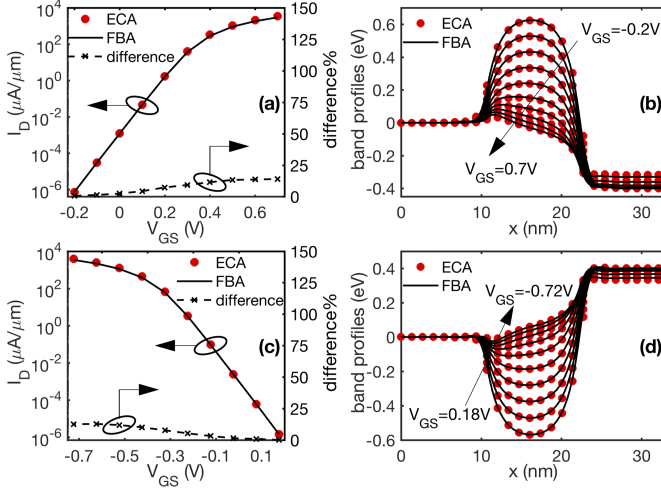 I_D (μA/μm)
10^4
10^2
10^0
10^-2
10^-4
10^-6
ECA
FBA
difference
(a)
150
125
100
75
50
25
0
difference%
-0.2 0 0.2 0.4 0.6
V_GS (V)
band profiles (eV)
0.6
0.4
0.2
0
-0.2
-0.4
ECA
FBA
V_GS=-0.2V
(b)
V_GS=0.7V
0 10 20 30
x (nm)
I_D (μA/μm)
10^4
10^2
10^0
10^-2
10^-4
10^-6
ECA
FBA
difference
(c)
150
125
100
75
50
25
0
difference%
-0.7 -0.5 -0.3 -0.1 0.1
V_GS (V)
band profiles (eV)
0.4
0.2
0
-0.2
-0.4
-0.6
ECA
FBA
V_GS=-0.72V
(d)
V_GS=0.18V
0 10 20 30
x (nm)